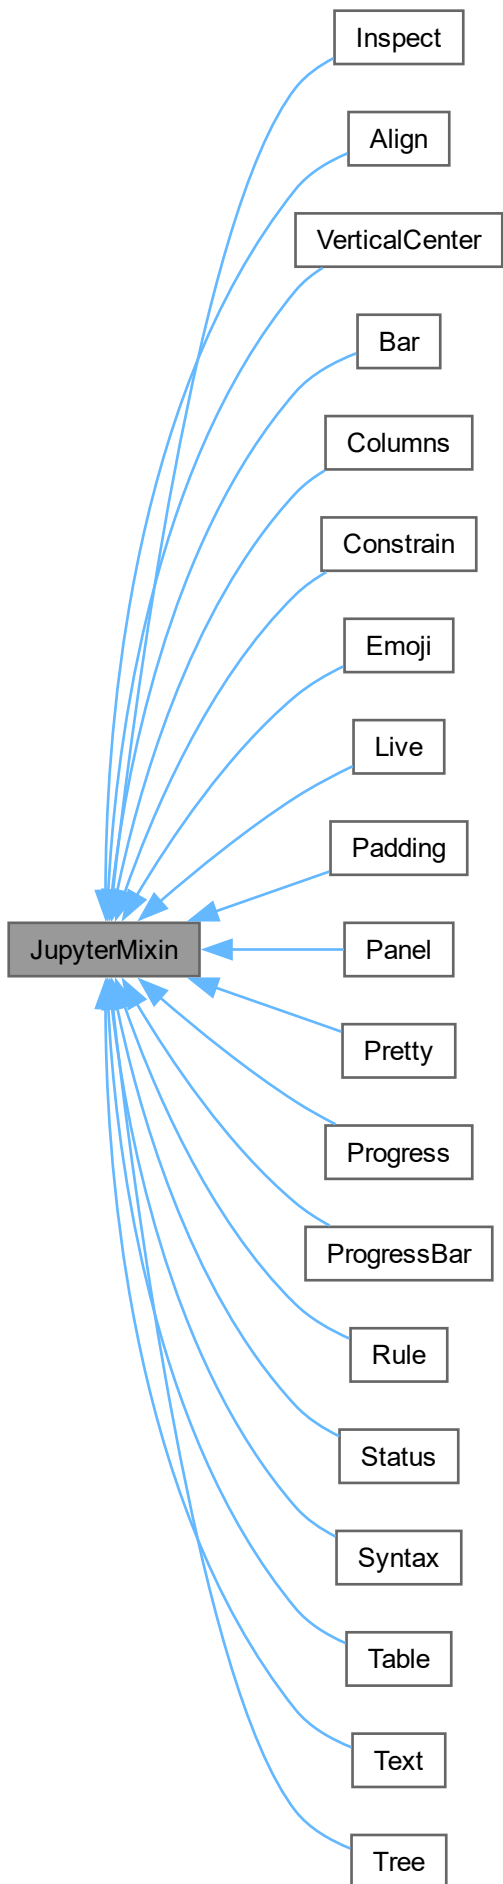 Inspect
Align
VerticalCenter
Bar
Columns
Constrain
Emoji
Live
Padding
JupyterMixin
Panel
Pretty
Progress
ProgressBar
Rule
Status
Syntax
Table
Text
Tree